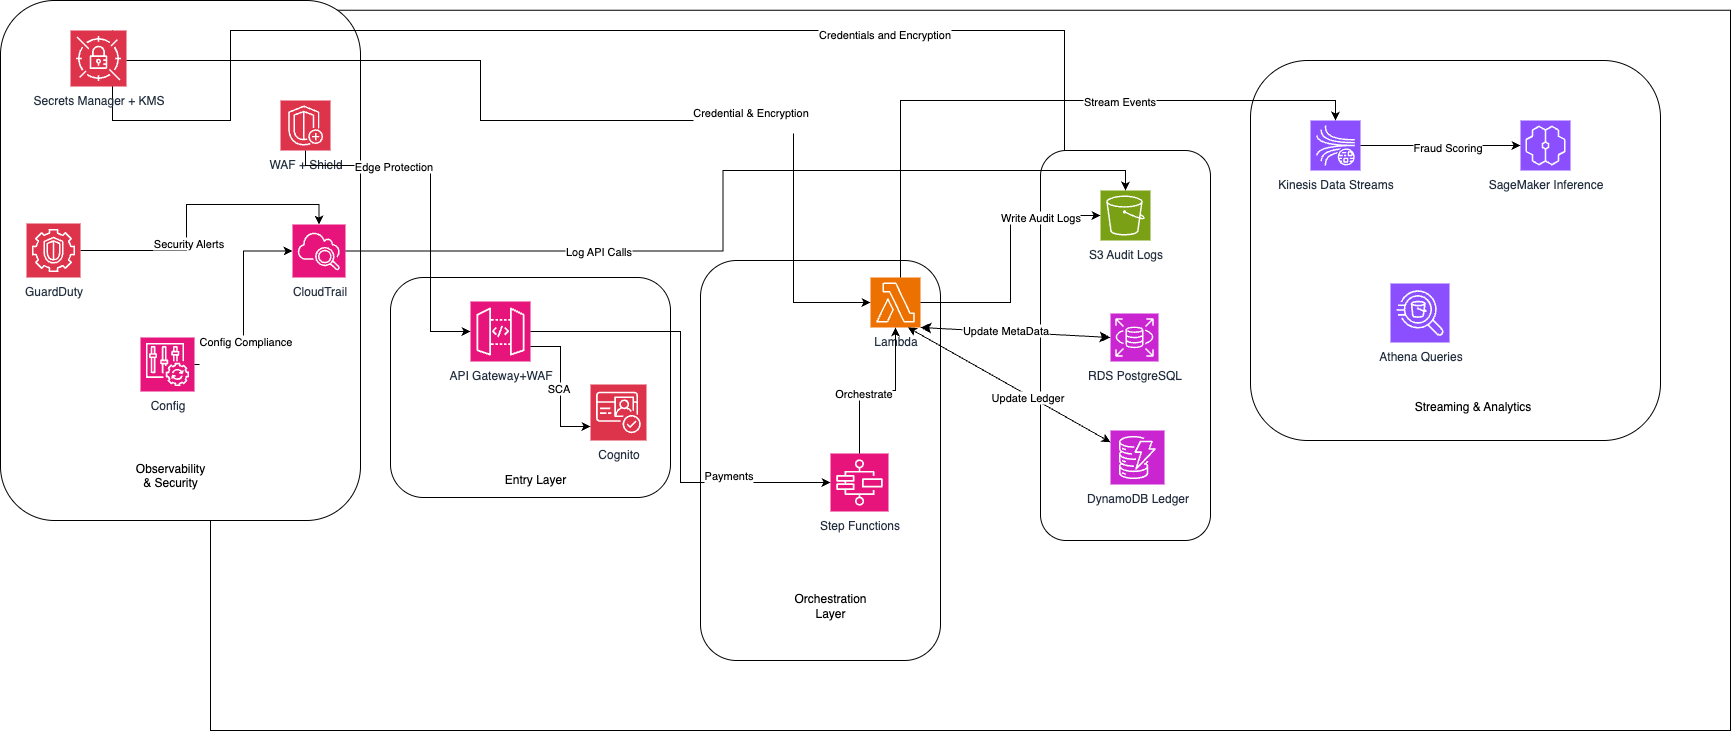 Credentials and Encryption
Secrets Manager + KMS
Stream Events
Credential & Encryption
Fraud Scoring
WAF + Shield
Edge Protection
Kinesis Data Streams
SageMaker Inference
Write Audit Logs
Security Alerts
Log API Calls
S3 Audit Logs
GuardDuty
CloudTrail
Update MetaData
Config Compliance
Lambda
Athena Queries
API Gateway+WAF
RDS PostgreSQL
SCA
Orchestrate
Update Ledger
Config
Streaming & Analytics
Cognito
Observability
& Security
Payments
Entry Layer
DynamoDB Ledger
Step Functions
Orchestration
Layer